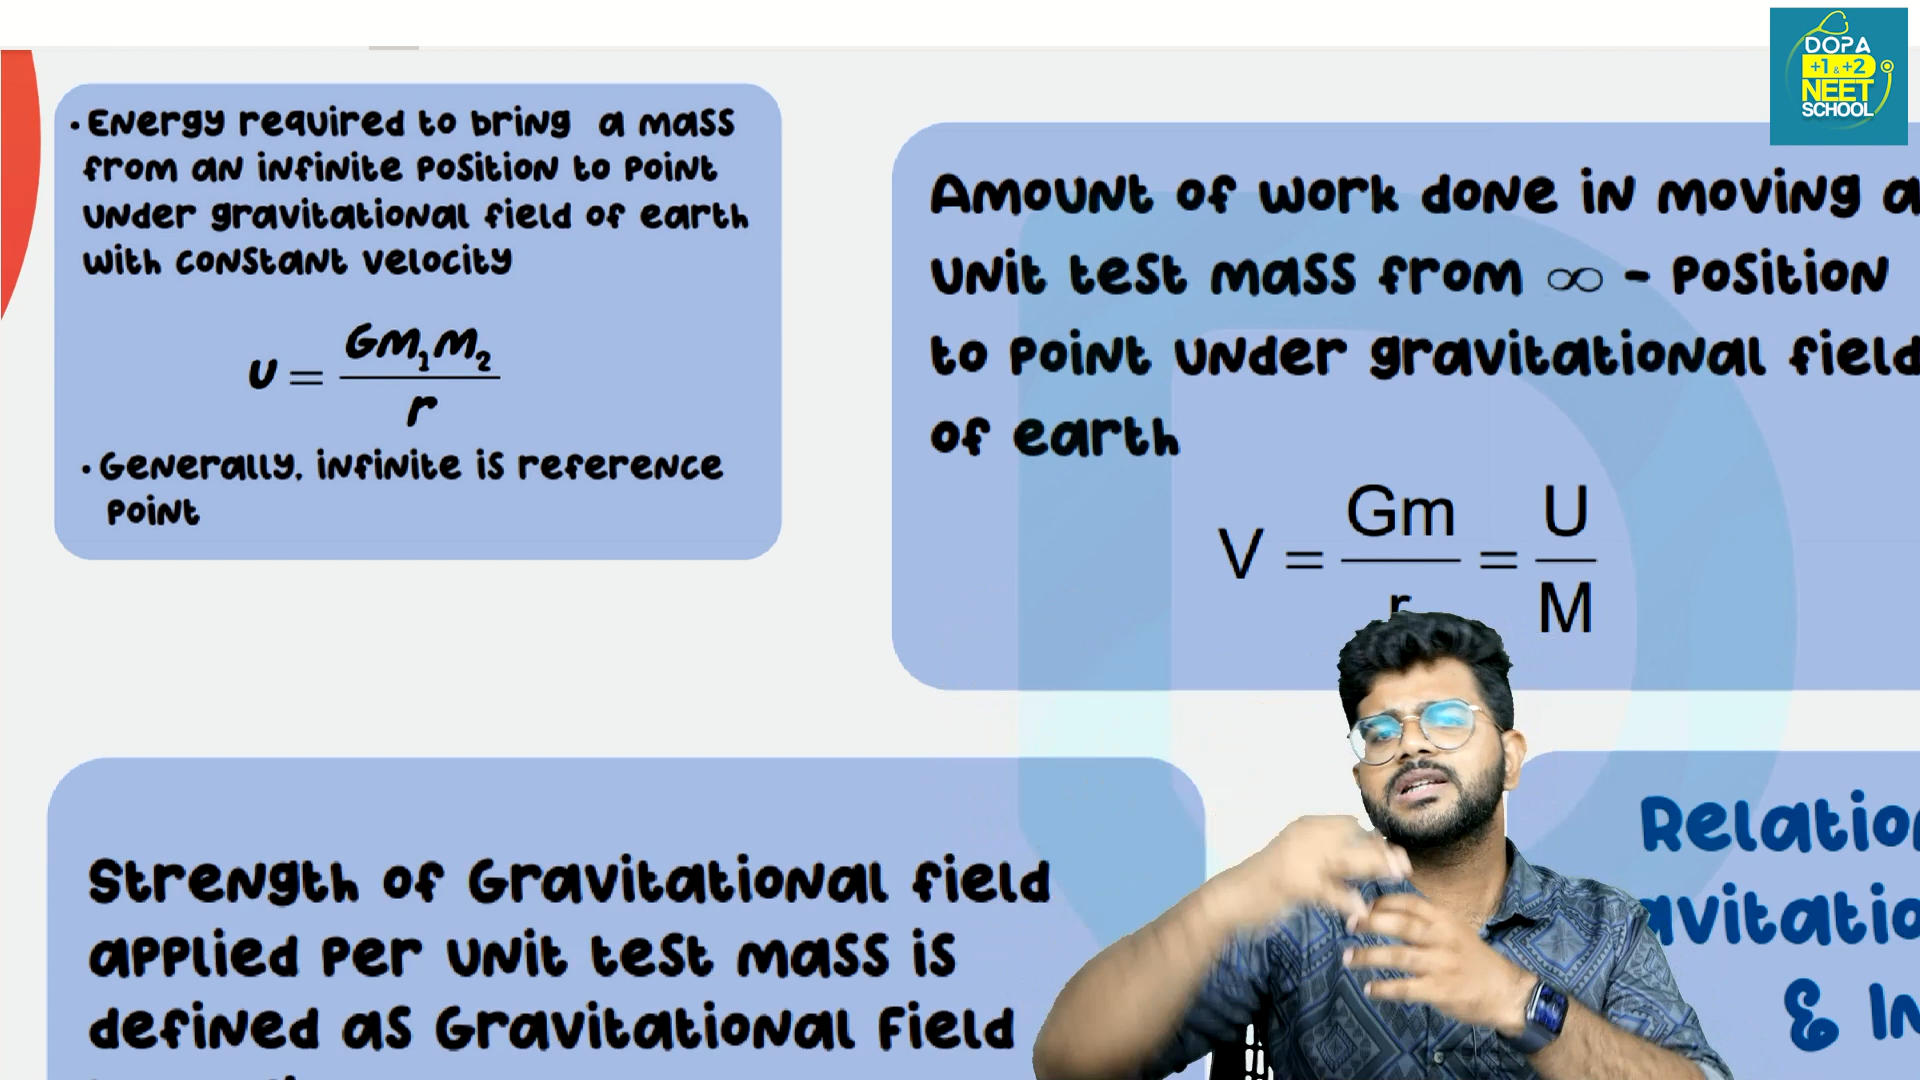 • Energy required to bring a mass
from an infinite position to point
under gravitational field of earth
with constant velocity
U = Gm₁m₂ / r
• Generally, infinite is reference
point
Amount of work done in moving a
unit test mass from ∞ - position
to point under gravitational field
of earth
V = Gm / r = U / M
Strength of Gravitational field
applied per unit test mass is
defined as Gravitational Field
& In
DOPA
+1 & +2
NEET
SCHOOL